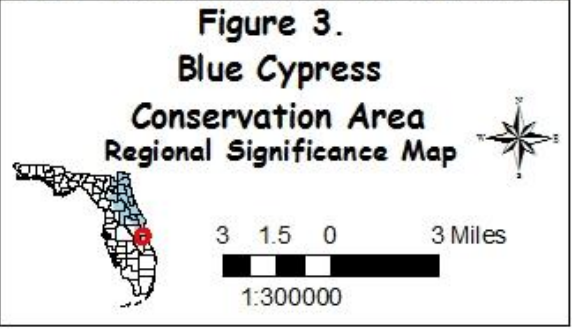 Figure 3.
Blue Cypress
Conservation Area
Regional Significance Map
N
W E
S
3 1.5 0 3 Miles
1:300000